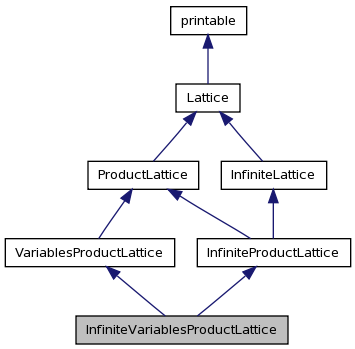 printable
Lattice
ProductLattice
InfiniteLattice
VariablesProductLattice
InfiniteProductLattice
InfiniteVariablesProductLattice